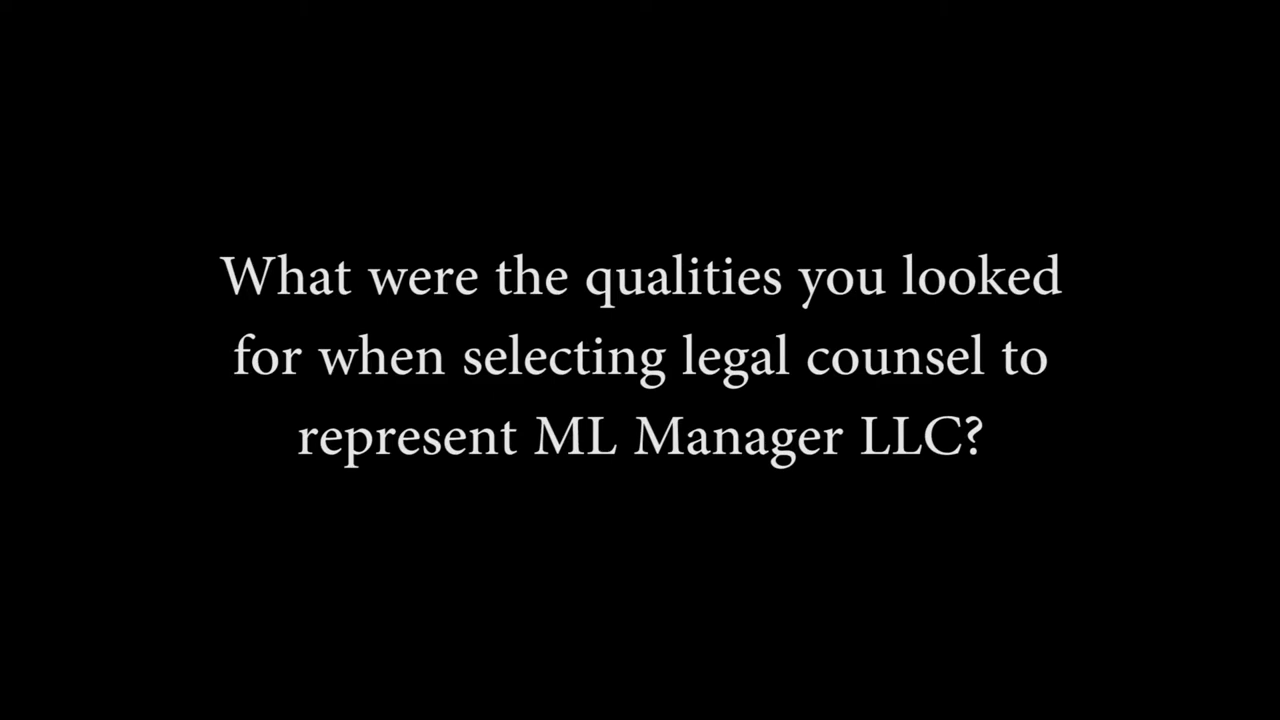 What were the qualities you looked
for when selecting legal counsel to
represent ML Manager LLC?